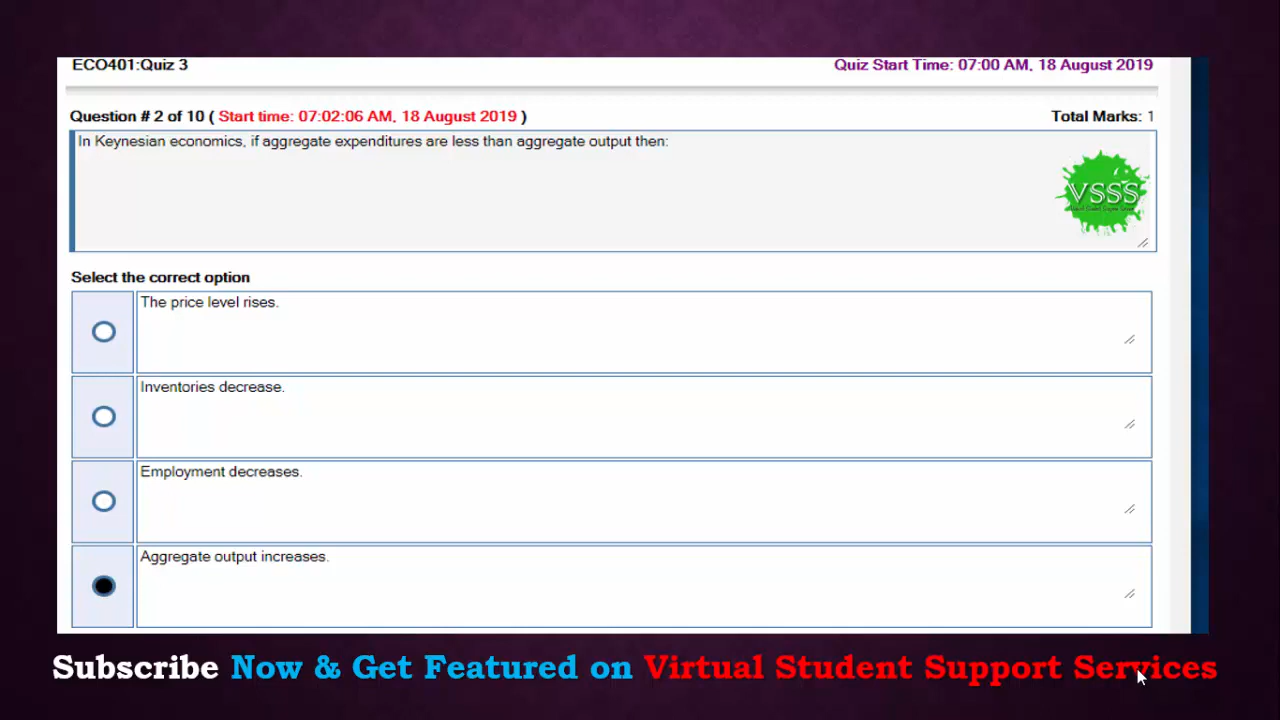 ECO401:Quiz 3 Quiz Start Time: 07:00 AM, 18 August 2019
Question # 2 of 10 ( Start time: 07:02:06 AM, 18 August 2019 ) Total Marks: 1
In Keynesian economics, if aggregate expenditures are less than aggregate output then:
VSSS
Select the correct option
The price level rises.
Inventories decrease.
Employment decreases.
Aggregate output increases.
Subscribe Now & Get Featured on Virtual Student Support Services